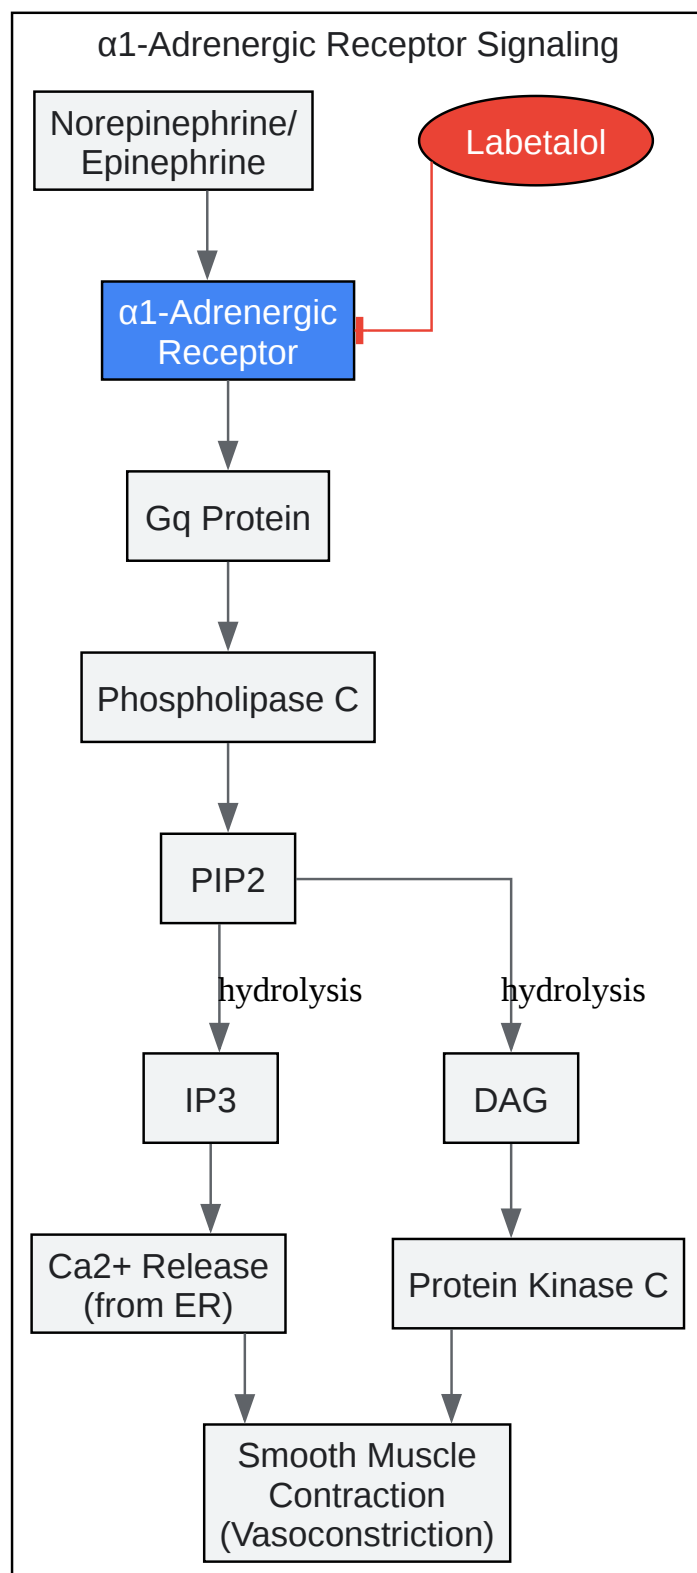 α1-Adrenergic Receptor Signaling
Norepinephrine/
Epinephrine
Labetalol
α1-Adrenergic
Receptor
Gq Protein
Phospholipase C
PIP2
hydrolysis
hydrolysis
IP3
DAG
Ca2+ Release
(from ER)
Protein Kinase C
Smooth Muscle
Contraction
(Vasoconstriction)